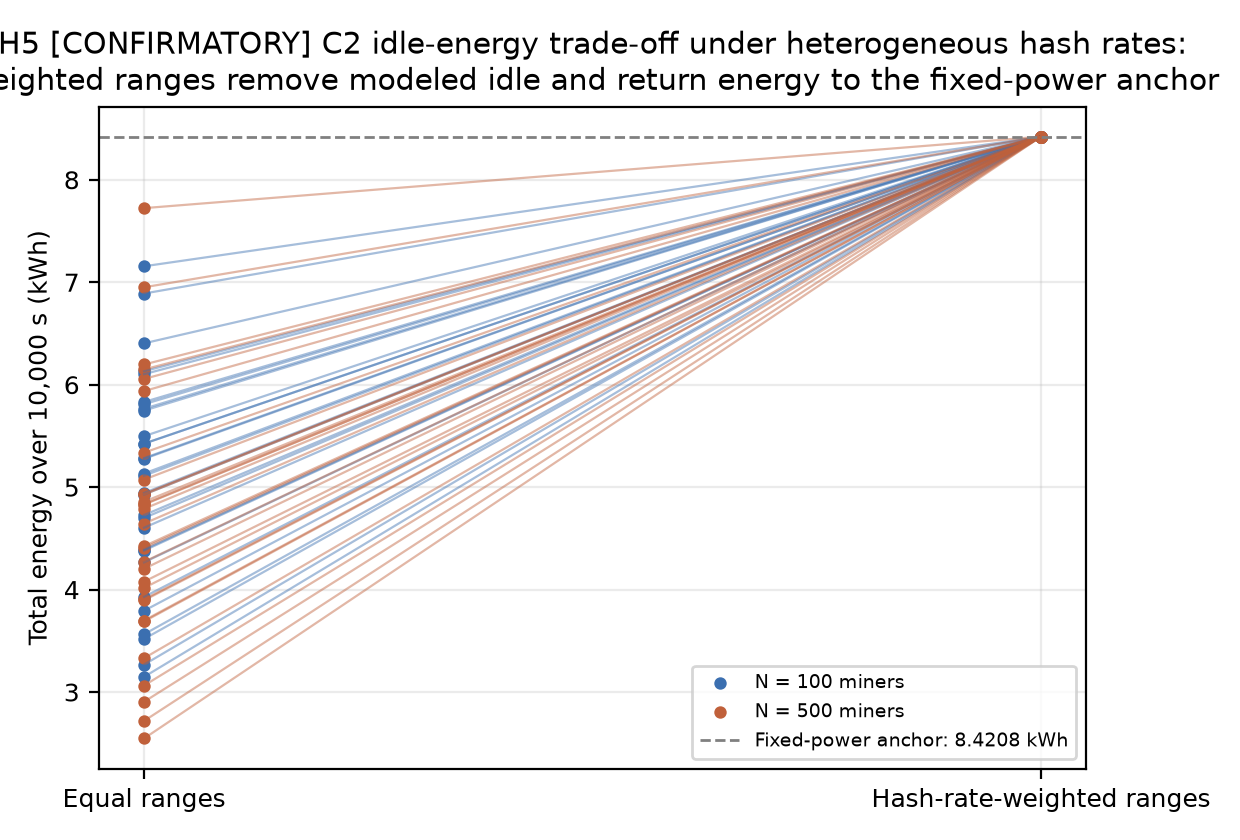 H5 [CONFIRMATORY] C2 idle-energy trade-off under heterogeneous hash rates:
eighted ranges remove modeled idle and return energy to the fixed-power anchor
8
7
6
5
4
3
Total energy over 10,000 s (kWh)
N = 100 miners
N = 500 miners
Fixed-power anchor: 8.4208 kWh
Equal ranges
Hash-rate-weighted ranges